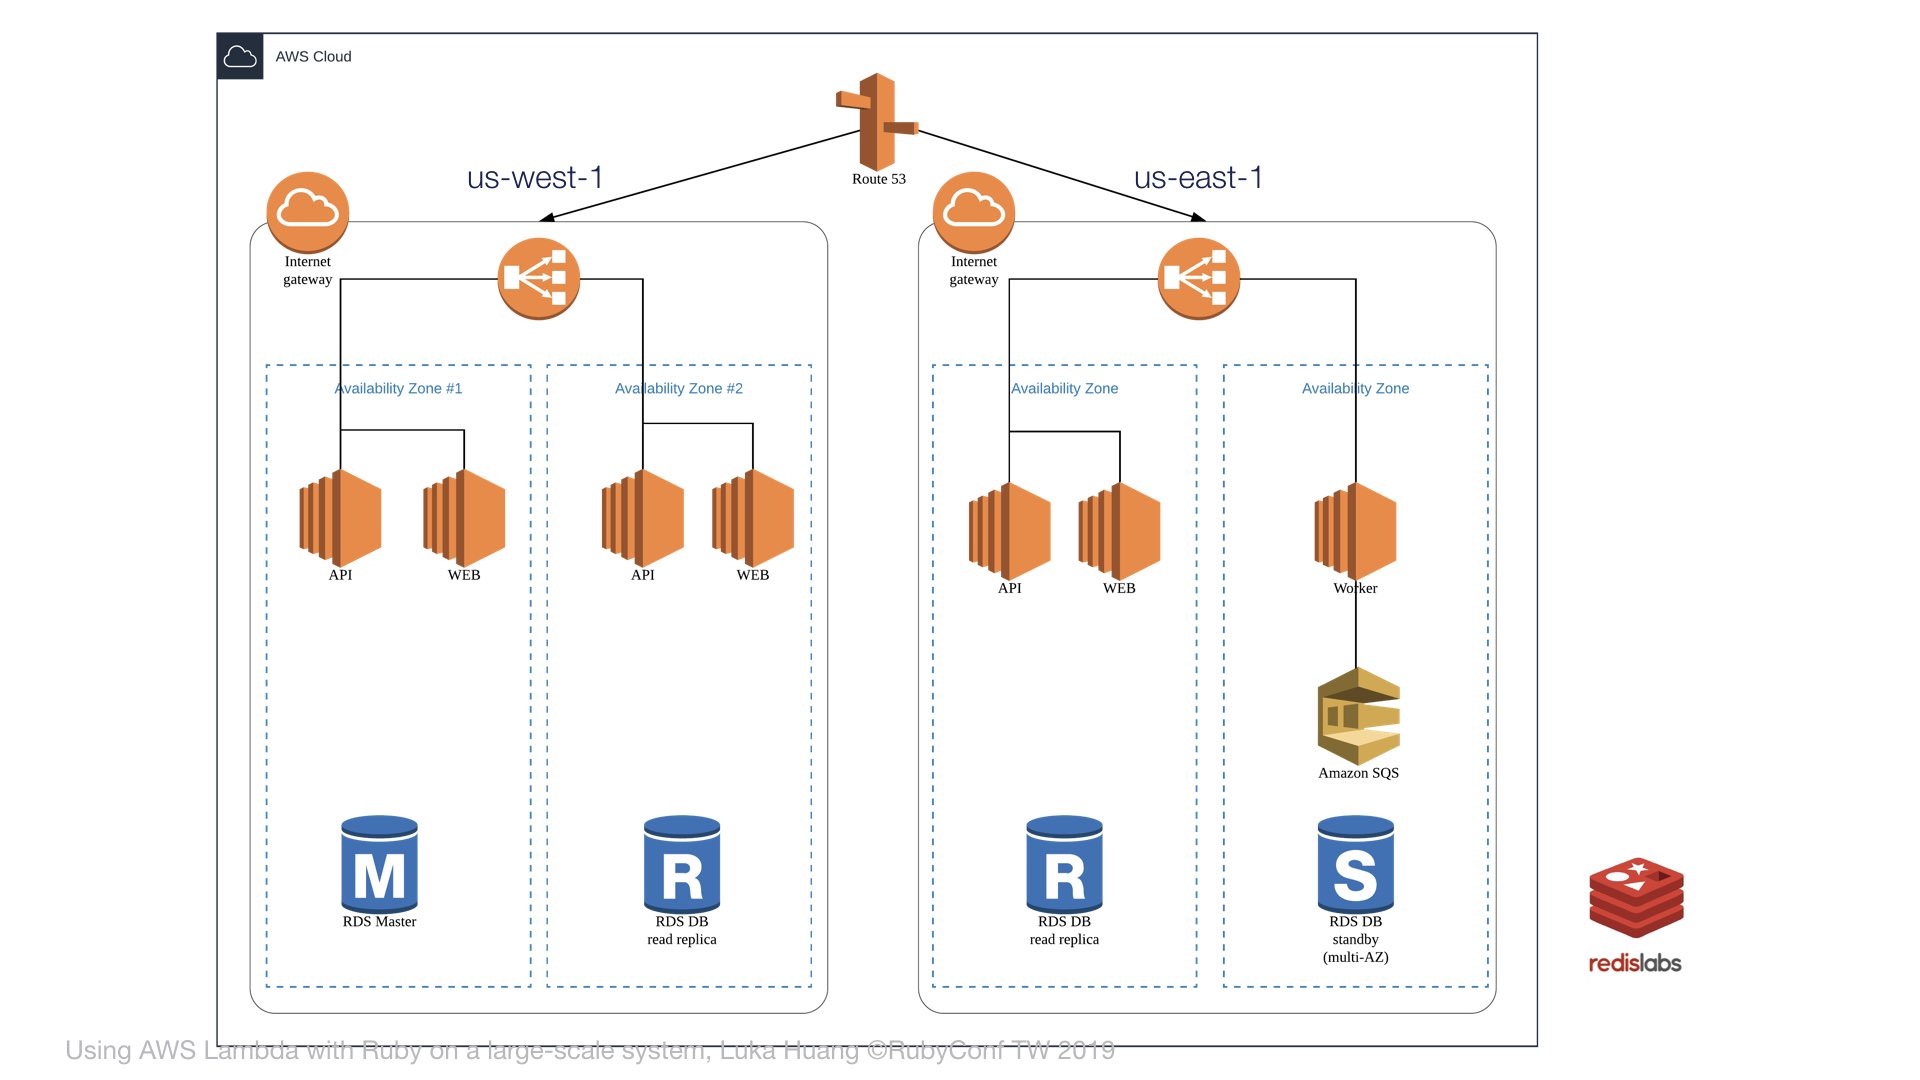 AWS Cloud
Route 53
us-west-1
us-east-1
Internet
gateway
Internet
gateway
Availability Zone #1
Availability Zone #2
Availability Zone
Availability Zone
API
WEB
API
WEB
API
WEB
Worker
Amazon SQS
M
RDS Master
R
RDS DB
read replica
R
RDS DB
read replica
S
RDS DB
standby
(multi-AZ)
redislabs
Using AWS Lambda with Ruby on a large-scale system, Luka Huang ©RubyConf TW 2019